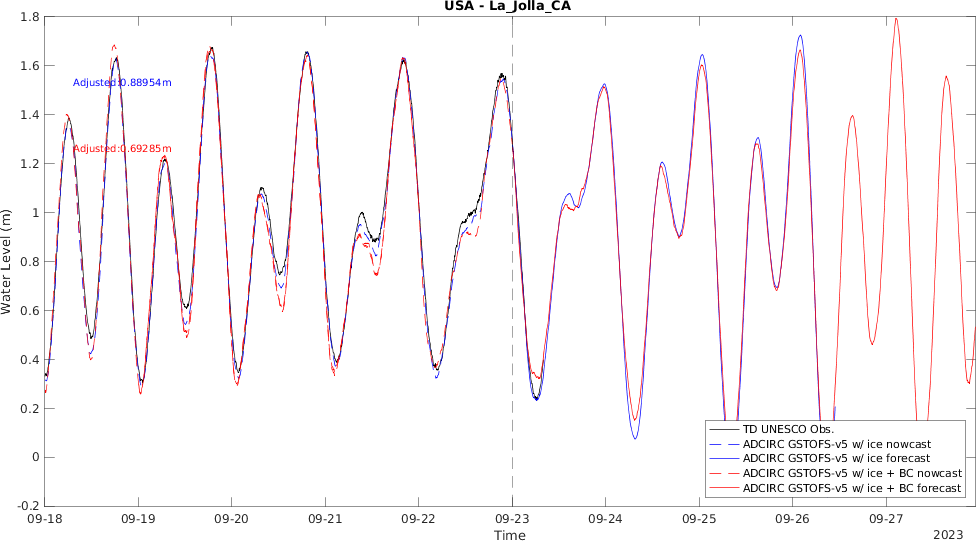 USA - La_Jolla_CA
1.8
1.6
1.4
1.2
1
0.8
0.6
0.4
0.2
0
-0.2
Water Level (m)
Adjusted:0.88954m
Adjusted:0.69285m
TD UNESCO Obs.
ADCIRC GSTOFS-v5 w/ ice nowcast
ADCIRC GSTOFS-v5 w/ ice forecast
ADCIRC GSTOFS-v5 w/ ice + BC nowcast
ADCIRC GSTOFS-v5 w/ ice + BC forecast
09-18 09-19 09-20 09-21 09-22 09-23 09-24 09-25 09-26 09-27
Time
2023